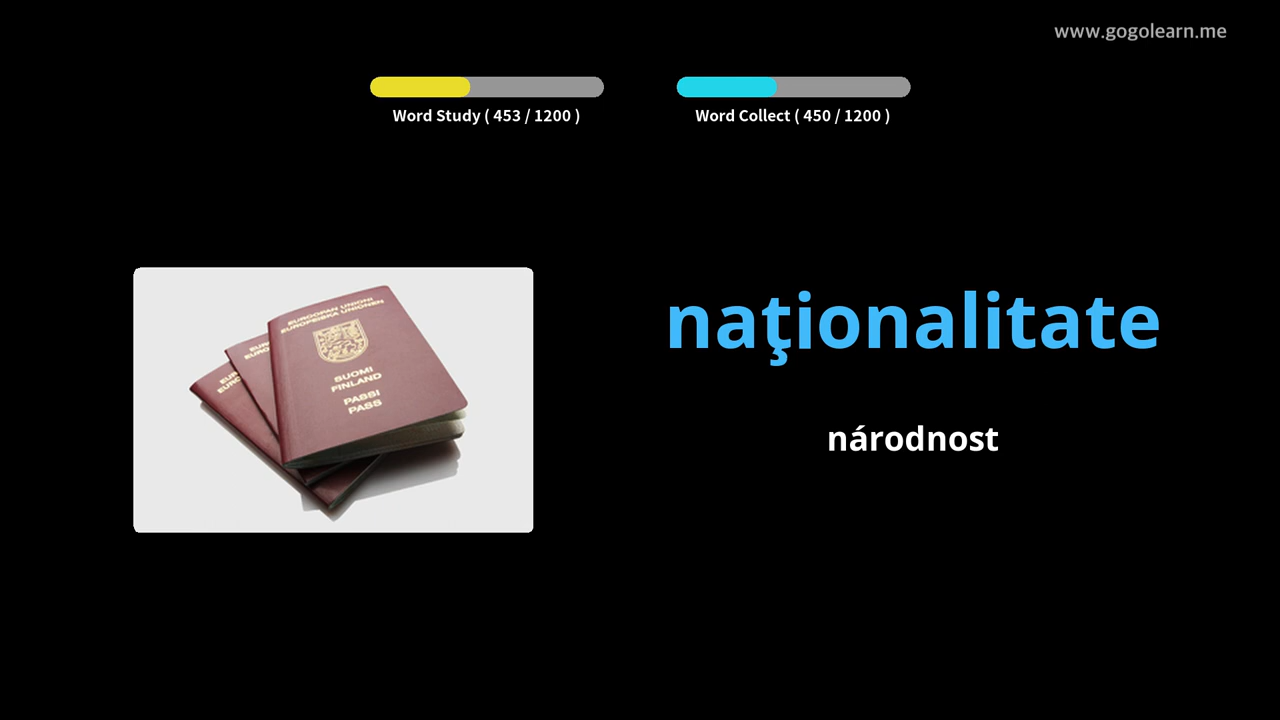 www.gogolearn.me
Word Study ( 453 / 1200 )
Word Collect ( 450 / 1200 )
EUROOPAN UNIONI
EUROPEISKA UNIONEN
SUOMI
FINLAND
PASSI
PASS
EURO
naţionalitate
národnost